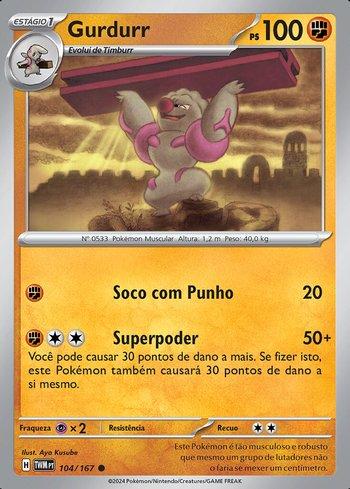 ESTÁGIO 1
Gurdurr
PS 100
Evolui de Timburr
Nº 0533 Pokémon Muscular Altura: 1,2 m Peso: 40,0 kg
Soco com Punho 20
Superpoder 50+
Você pode causar 30 pontos de dano a mais. Se fizer isto,
este Pokémon também causará 30 pontos de dano a
si mesmo.
Fraqueza × 2 Resistência Recuo
Ilust. Aya Kusube
H TWM PT 104/167
Este Pokémon é tão musculoso e robusto
que mesmo um grupo de lutadores não
o faria se mexer um centímetro.
©2024 Pokémon/Nintendo/Creatures/GAME FREAK